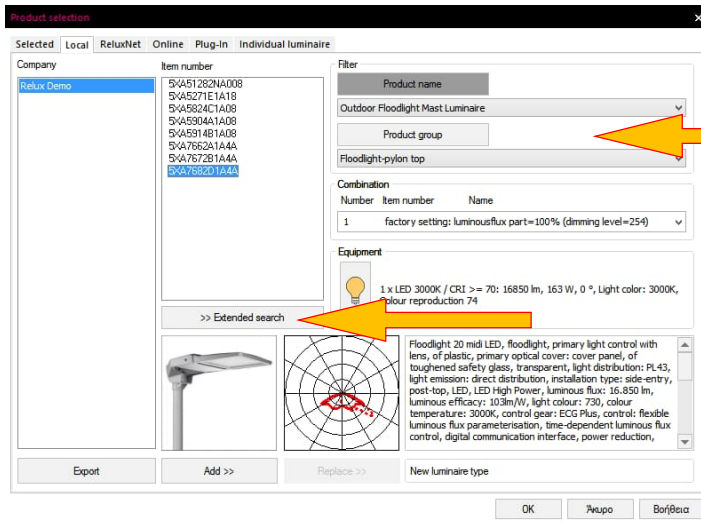 Product selection
Selected Local ReluxNet Online Plug-In Individual luminaire
Company
Relux Demo
Item number
5XA51282NA008
5XA5271E1A18
5XA5824C1A08
5XA5904A1A08
5XA5914B1A08
5XA7662A1A4A
5XA7672B1A4A
5XA7682D1A4A
>> Extended search
Filter
Product name
Outdoor Floodlight Mast Luminaire
Product group
Floodlight-pylon top
Combination
Number Item number Name
1 factory setting: luminousflux part=100% (dimming level=254)
Equipment
1 x LED 3000K / CRI >= 70: 16850 lm, 163 W, 0 °, Light color: 3000K,
Colour reproduction 74
Floodlight 20 midi LED, floodlight, primary light control with
lens, of plastic, primary optical cover: cover panel, of
toughened safety glass, transparent, light distribution: PL43,
light emission: direct distribution, installation type: side-entry,
post-top, LED, LED High Power, luminous flux: 16.850 lm,
luminous efficacy: 103lm/W, light colour: 730, colour
temperature: 3000K, control gear: ECG Plus, control: flexible
luminous flux parameterisation, time-dependent luminous flux
control, digital communication interface, power reduction,
Export
Add >>
Replace >>
New luminaire type
OK
Άκυρο
Βοήθεια